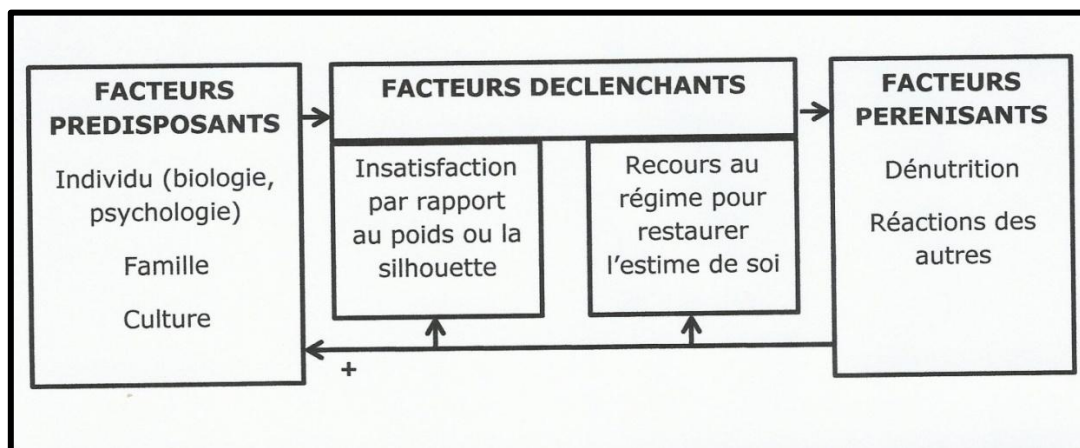 FACTEURS
PREDISPOSANTS
Individu (biologie,
psychologie)
Famille
Culture
FACTEURS DECLENCHANTS
Insatisfaction
par rapport
au poids ou la
silhouette
Recours au
régime pour
restaurer
l'estime de soi
FACTEURS
PERENISANTS
Dénutrition
Réactions des
autres
+